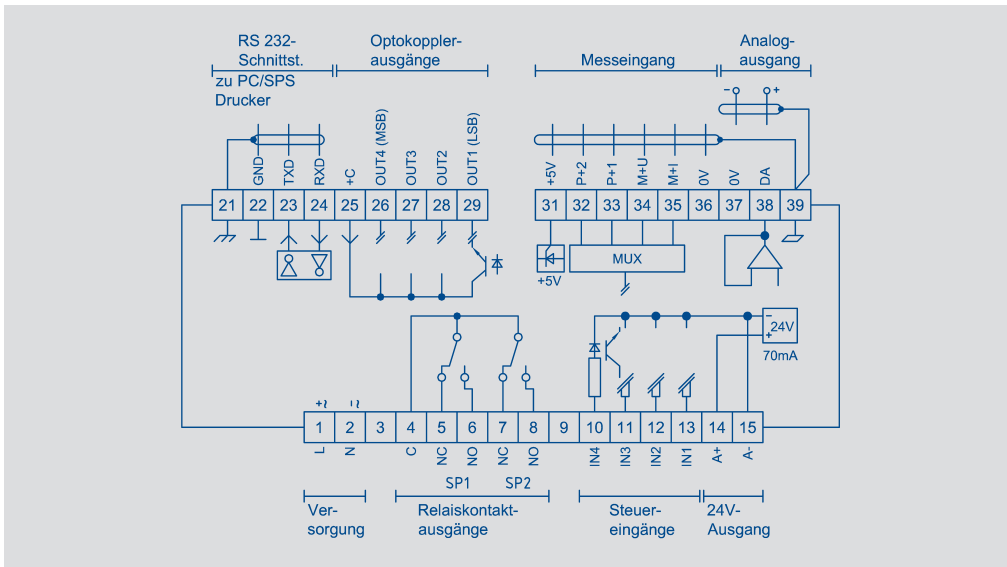 RS 232-
Schnittst.
zu PC/SPS
Drucker
Optokoppler-
ausgänge
Messeingang
Analog-
ausgang
− +
GND
TXD
RXD
+C
OUT4 (MSB)
OUT3
OUT2
OUT1 (LSB)
+5V
P+2
P+1
M+U
M+I
0V
0V
DA
21 22 23 24 25 26 27 28 29
31 32 33 34 35 36 37 38 39
MUX
+5V
− 24V
+
70mA
+~
−~
1 2 3 4 5 6 7 8 9 10 11 12 13 14 15
L
N
C
NC
NO
NC
NO
IN4
IN3
IN2
IN1
A+
A-
SP1
SP2
Ver-
sorgung
Relaiskontakt-
ausgänge
Steuer-
eingänge
24V-
Ausgang